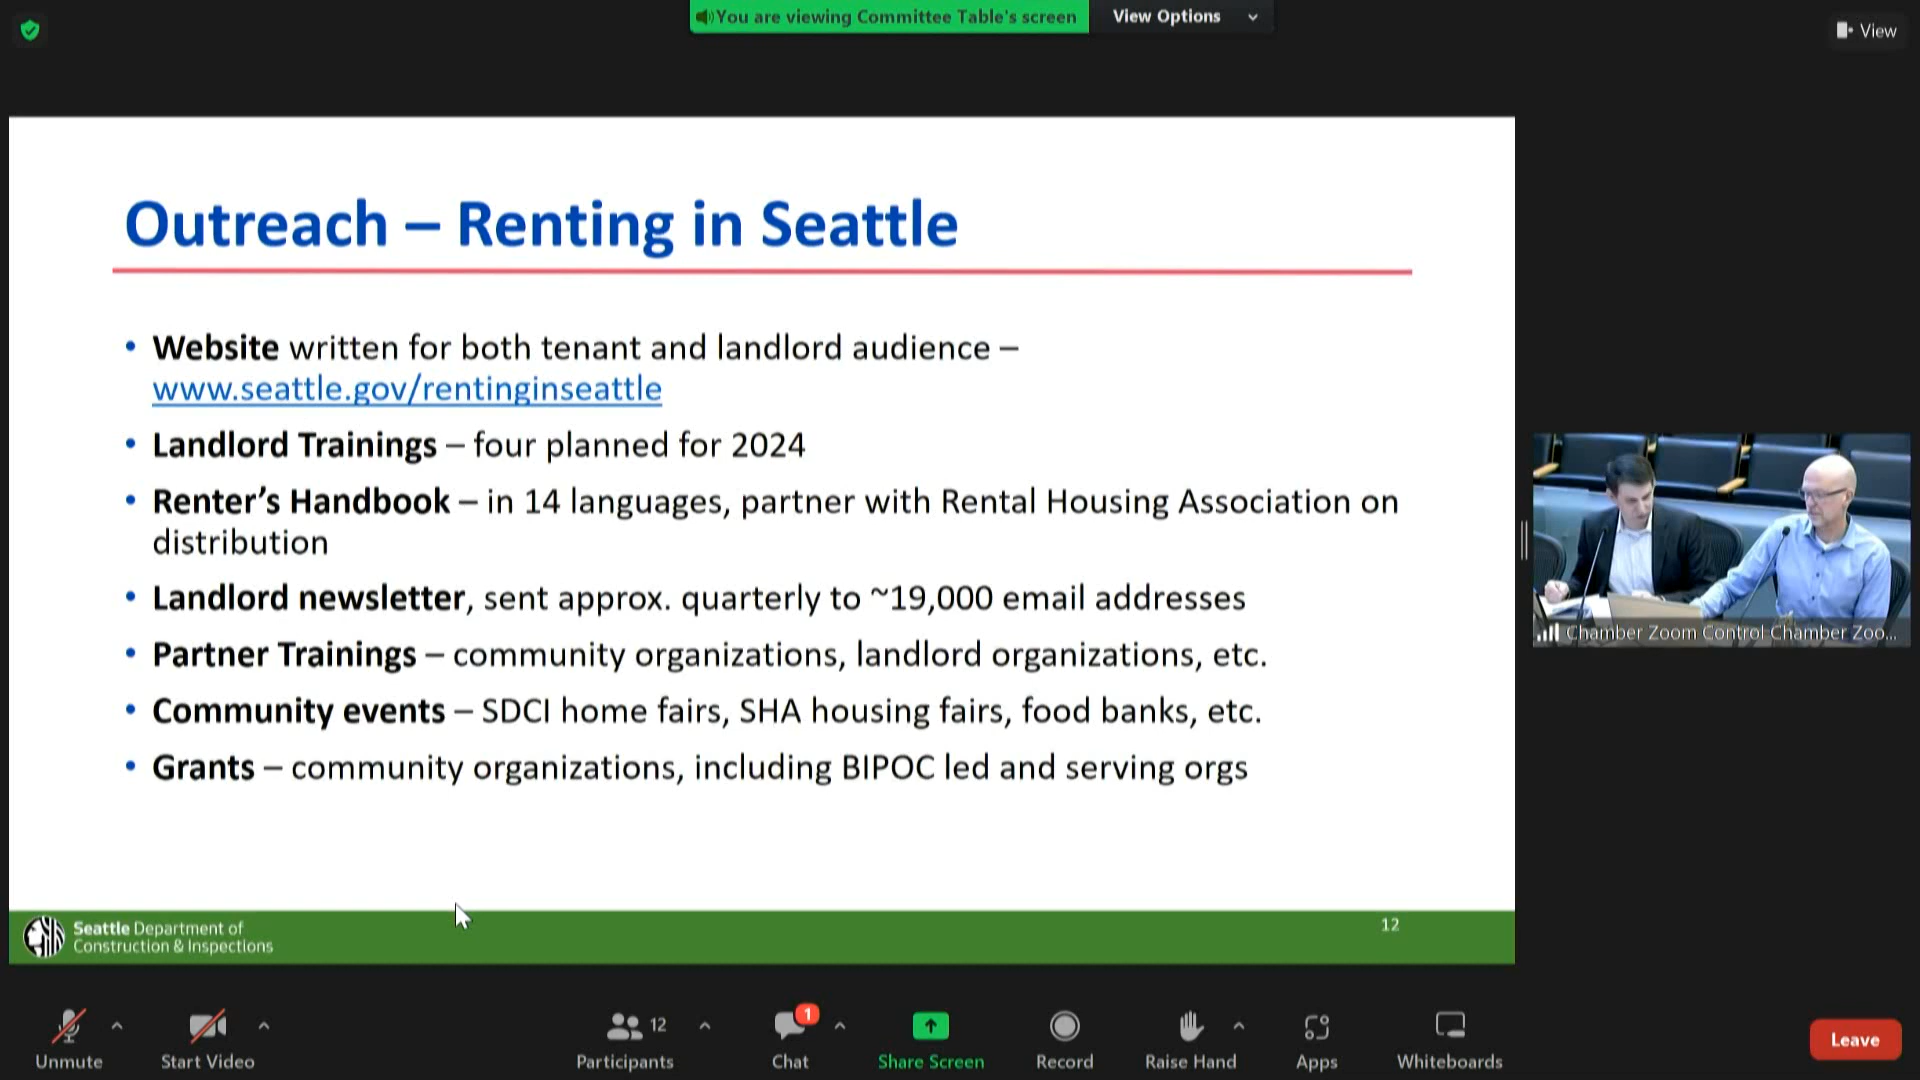 You are viewing Committee Table's screen
View Options
View
Outreach – Renting in Seattle
• Website written for both tenant and landlord audience –
www.seattle.gov/rentinginseattle
• Landlord Trainings – four planned for 2024
• Renter’s Handbook – in 14 languages, partner with Rental Housing Association on
distribution
• Landlord newsletter, sent approx. quarterly to ~19,000 email addresses
• Partner Trainings – community organizations, landlord organizations, etc.
• Community events – SDCI home fairs, SHA housing fairs, food banks, etc.
• Grants – community organizations, including BIPOC led and serving orgs
Chamber Zoom Control-Chamber Zoo...
Seattle Department of
Construction & Inspections
12
Unmute
Start Video
12
Participants
1
Chat
Share Screen
Record
Raise Hand
Apps
Whiteboards
Leave